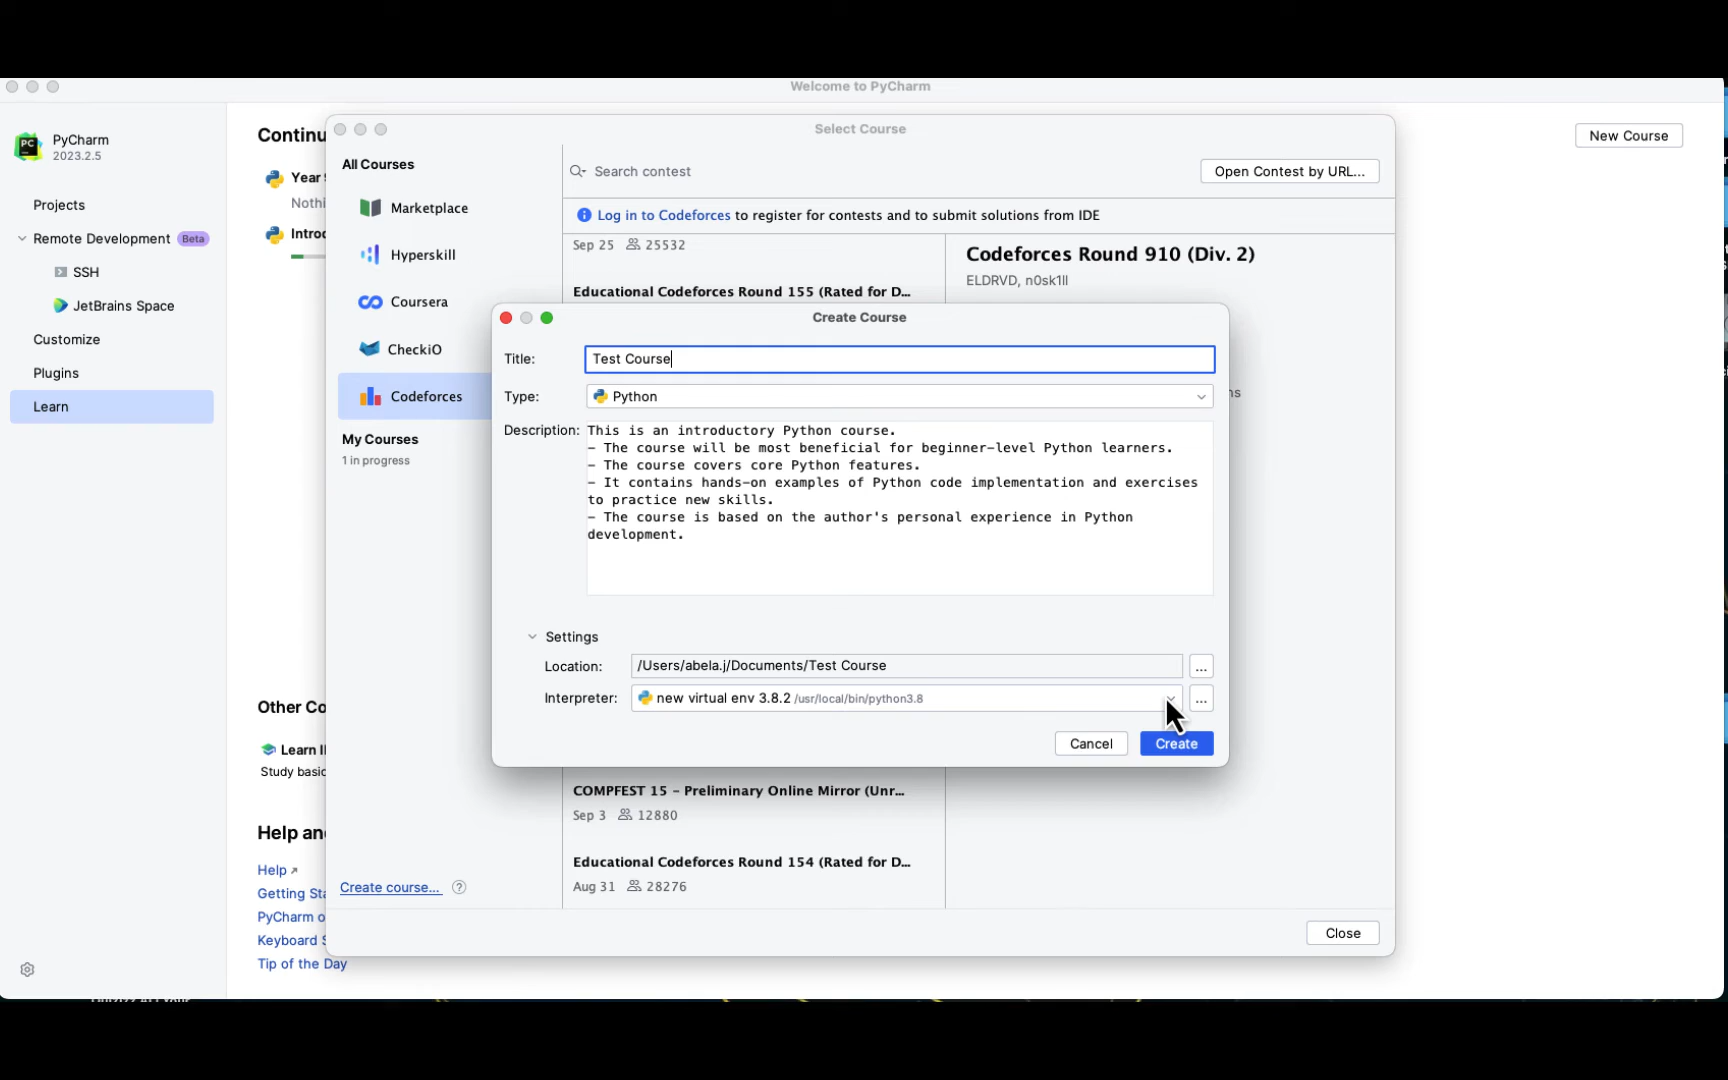 Welcome to PyCharm
PyCharm
2023.2.5
Projects
Remote Development Beta
SSH
JetBrains Space
Customize
Plugins
Learn
New Course
Select Course
All Courses
Marketplace
Hyperskill
Coursera
CheckiO
Codeforces
My Courses
1 in progress
Create course... ?
Search contest
Open Contest by URL...
Log in to Codeforces to register for contests and to submit solutions from IDE
Sep 25 25532
Educational Codeforces Round 155 (Rated for D...
Codeforces Round 910 (Div. 2)
ELDRVD, n0sk1ll
Create Course
Title: Test Course
Type: Python
Description: This is an introductory Python course.
- The course will be most beneficial for beginner-level Python learners.
- The course covers core Python features.
- It contains hands-on examples of Python code implementation and exercises
to practice new skills.
- The course is based on the author's personal experience in Python
development.
Settings
Location: /Users/abela.j/Documents/Test Course ...
Interpreter: new virtual env 3.8.2 /usr/local/bin/python3.8 ...
Cancel Create
COMPFEST 15 - Preliminary Online Mirror (Unr...
Sep 3 12880
Educational Codeforces Round 154 (Rated for D...
Aug 31 28276
Close
Continu
Year
Nothi
Introd
Other Co
Learn I
Study basic
Help an
Help
Getting Sta
PyCharm o
Keyboard S
Tip of the Day